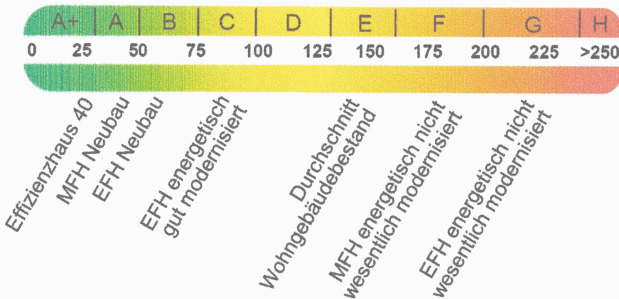 A+ A B C D E F G H
0 25 50 75 100 125 150 175 200 225 >250
Effizienzhaus 40
MFH Neubau
EFH Neubau
EFH energetisch
gut modernisiert
Durchschnitt
Wohngebäudebestand
MFH energetisch nicht
wesentlich modernisiert
EFH energetisch nicht
wesentlich modernisiert